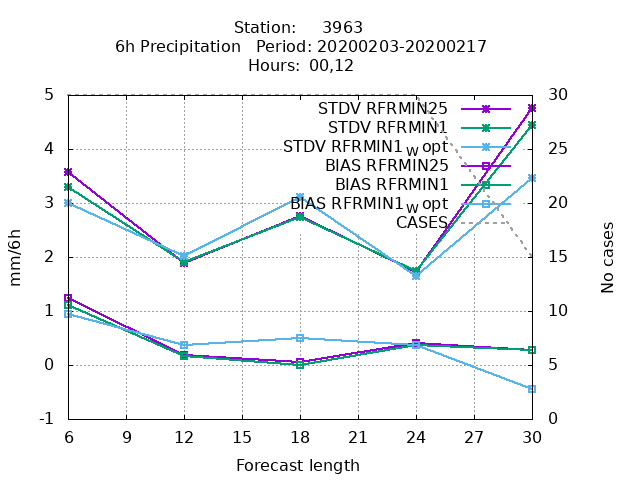 Station: 3963
6h Precipitation Period: 20200203-20200217
Hours: 00,12
5 30
STDV RFRMIN25
STDV RFRMIN1
4 25
STDV RFRMIN1_W opt
BIAS RFRMIN25
BIAS RFRMIN1
3 20
BIAS RFRMIN1_W opt
CASES
mm/6h
No cases
2 15
1 10
0 5
-1 0
6 9 12 15 18 21 24 27 30
Forecast length